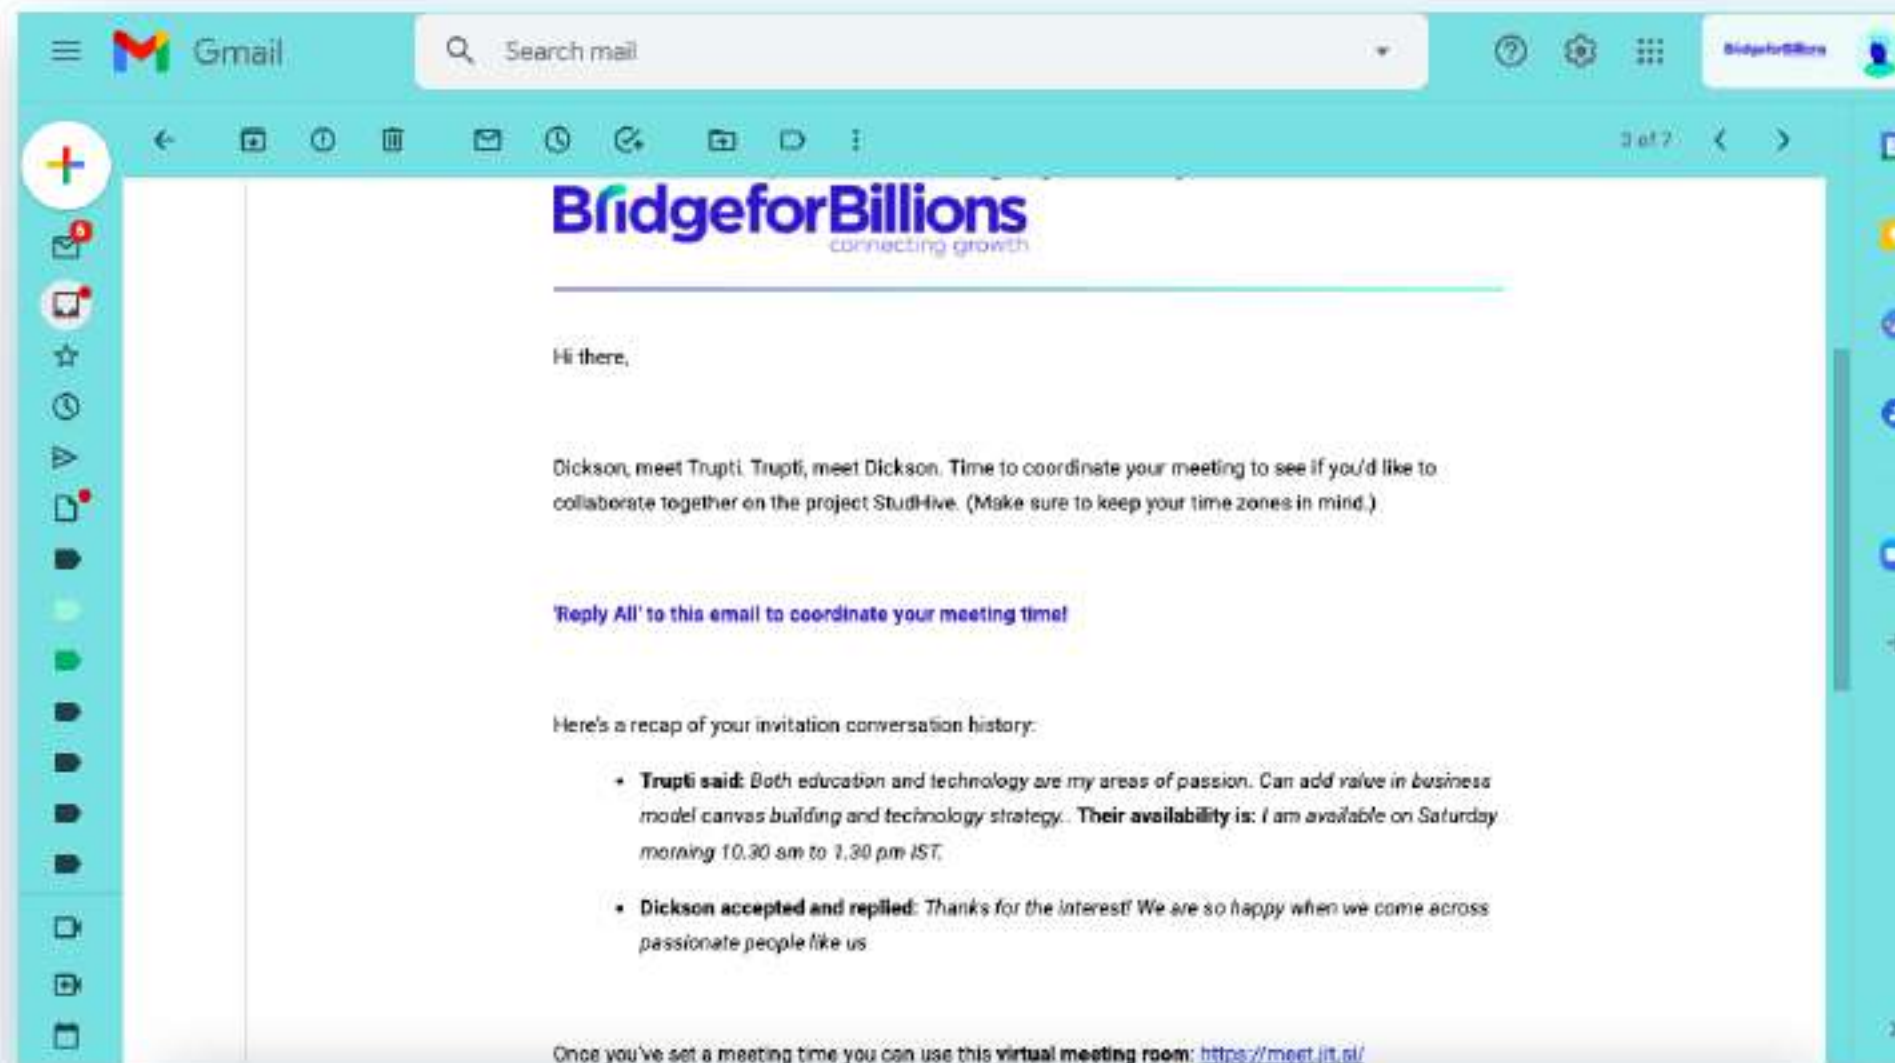 Gmail
Search mail
BridgeforBillions
3 of 7
6
BridgeforBillions
connecting growth
Hi there,
Dickson, meet Trupti. Trupti, meet Dickson. Time to coordinate your meeting to see if you'd like to
collaborate together on the project StudHive. (Make sure to keep your time zones in mind.)
'Reply All' to this email to coordinate your meeting time!
Here's a recap of your invitation conversation history:
• Trupti said: Both education and technology are my areas of passion. Can add value in business
model canvas building and technology strategy.. Their availability is: I am available on Saturday
morning 10.30 am to 1.30 pm IST.
• Dickson accepted and replied: Thanks for the interest! We are so happy when we come across
passionate people like us
Once you've set a meeting time you can use this virtual meeting room: https://meet.jit.si/